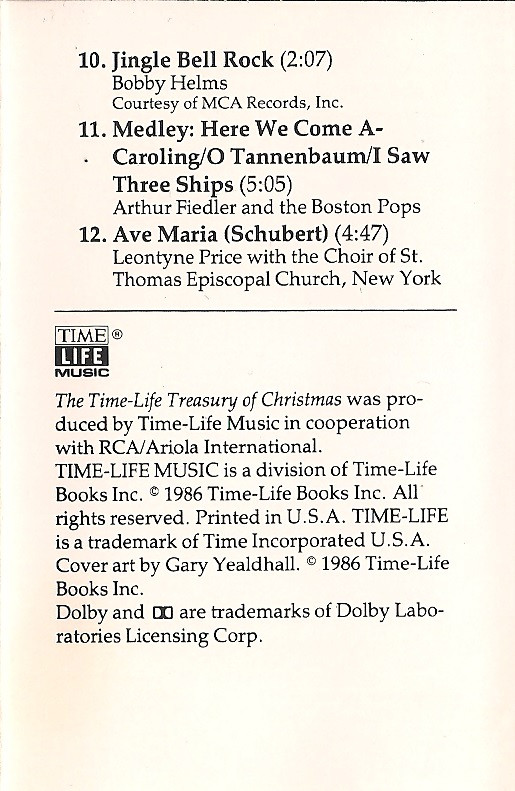 10. Jingle Bell Rock (2:07)
Bobby Helms
Courtesy of MCA Records, Inc.
11. Medley: Here We Come A-
Caroling/O Tannenbaum/I Saw
Three Ships (5:05)
Arthur Fiedler and the Boston Pops
12. Ave Maria (Schubert) (4:47)
Leontyne Price with the Choir of St.
Thomas Episcopal Church, New York
TIME ®
LIFE
MUSIC
The Time-Life Treasury of Christmas was pro-
duced by Time-Life Music in cooperation
with RCA/Ariola International.
TIME-LIFE MUSIC is a division of Time-Life
Books Inc. © 1986 Time-Life Books Inc. All
rights reserved. Printed in U.S.A. TIME-LIFE
is a trademark of Time Incorporated U.S.A.
Cover art by Gary Yealdhall. © 1986 Time-Life
Books Inc.
Dolby and are trademarks of Dolby Labo-
ratories Licensing Corp.